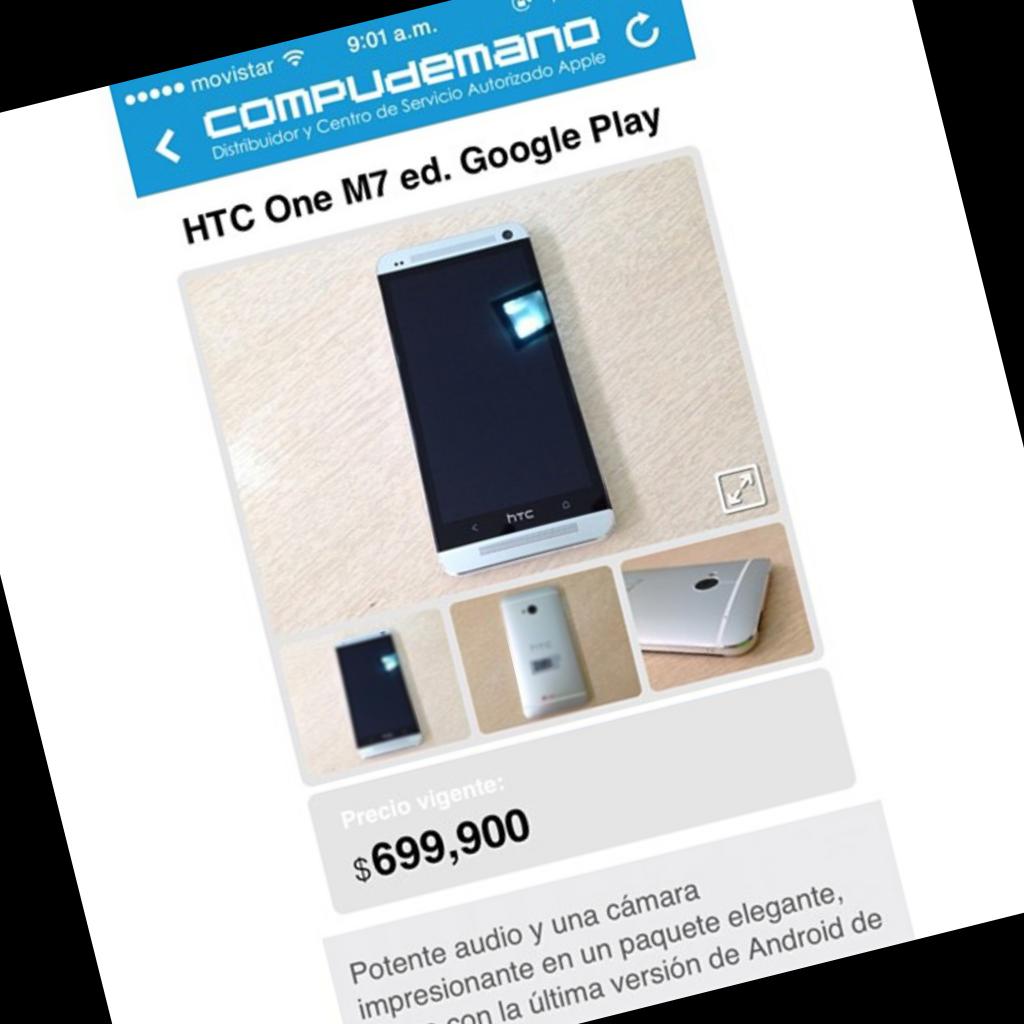 movistar 9:01 a.m.
compudemano
Distribuidor y Centro de Servicio Autorizado Apple
HTC One M7 ed. Google Play
hTC
Precio vigente:
$699,900
Potente audio y una cámara
impresionante en un paquete elegante,
con la última versión de Android de